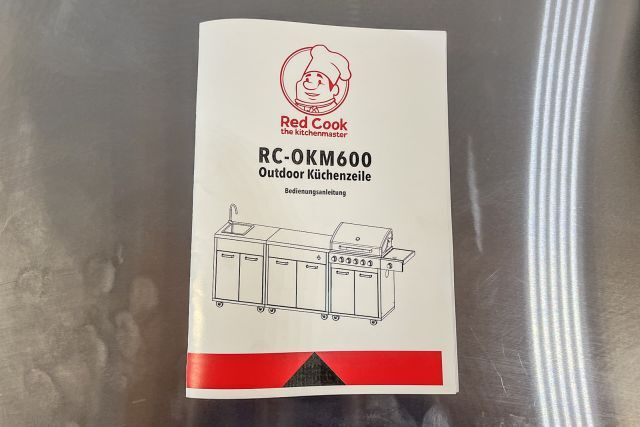 Red Cook
the kitchenmaster
RC-OKM600
Outdoor Küchenzeile
Bedienungsanleitung